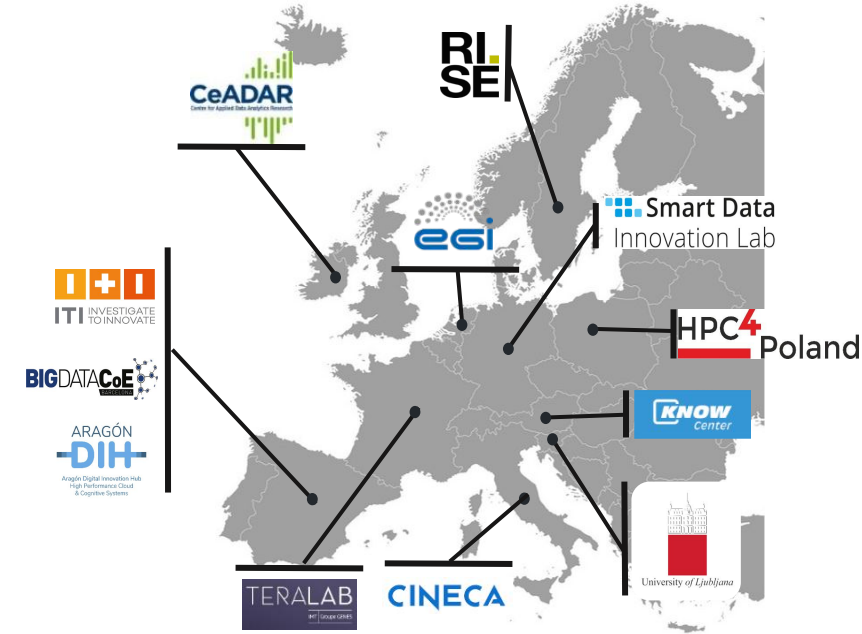 CeADAR
Center for Applied Data Analytics Research
RI.
SE
egi
Smart Data
Innovation Lab
ITI INVESTIGATE
TO INNOVATE
HPC4
Poland
BIGDATACoE
BARCELONA
KNOW
Center
ARAGÓN
DIH
Aragón Digital Innovation Hub
High Performance Cloud
& Cognitive Systems
TERALAB
IMT | Groupe GENES
CINECA
University of Ljubljana